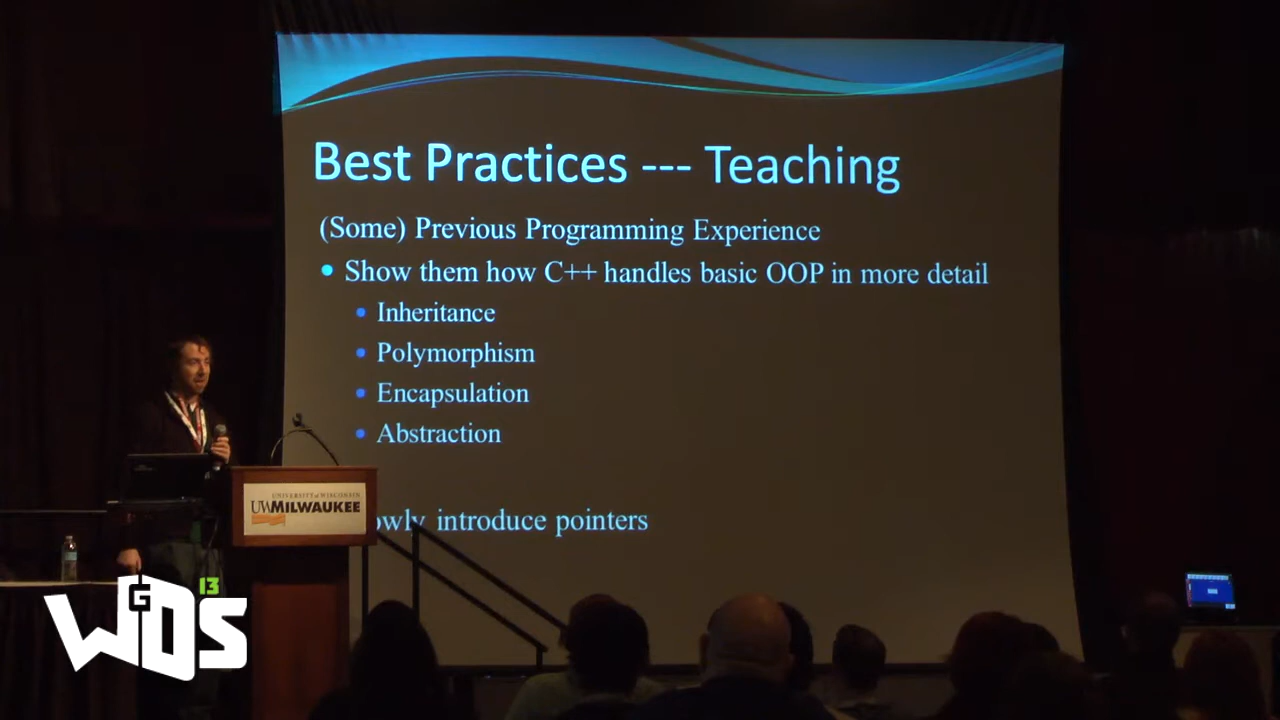 Best Practices --- Teaching
(Some) Previous Programming Experience
Show them how C++ handles basic OOP in more detail
Inheritance
Polymorphism
Encapsulation
Abstraction
introduce pointers
UNIVERSITY of WISCONSIN
UWMILWAUKEE
WGDS 13